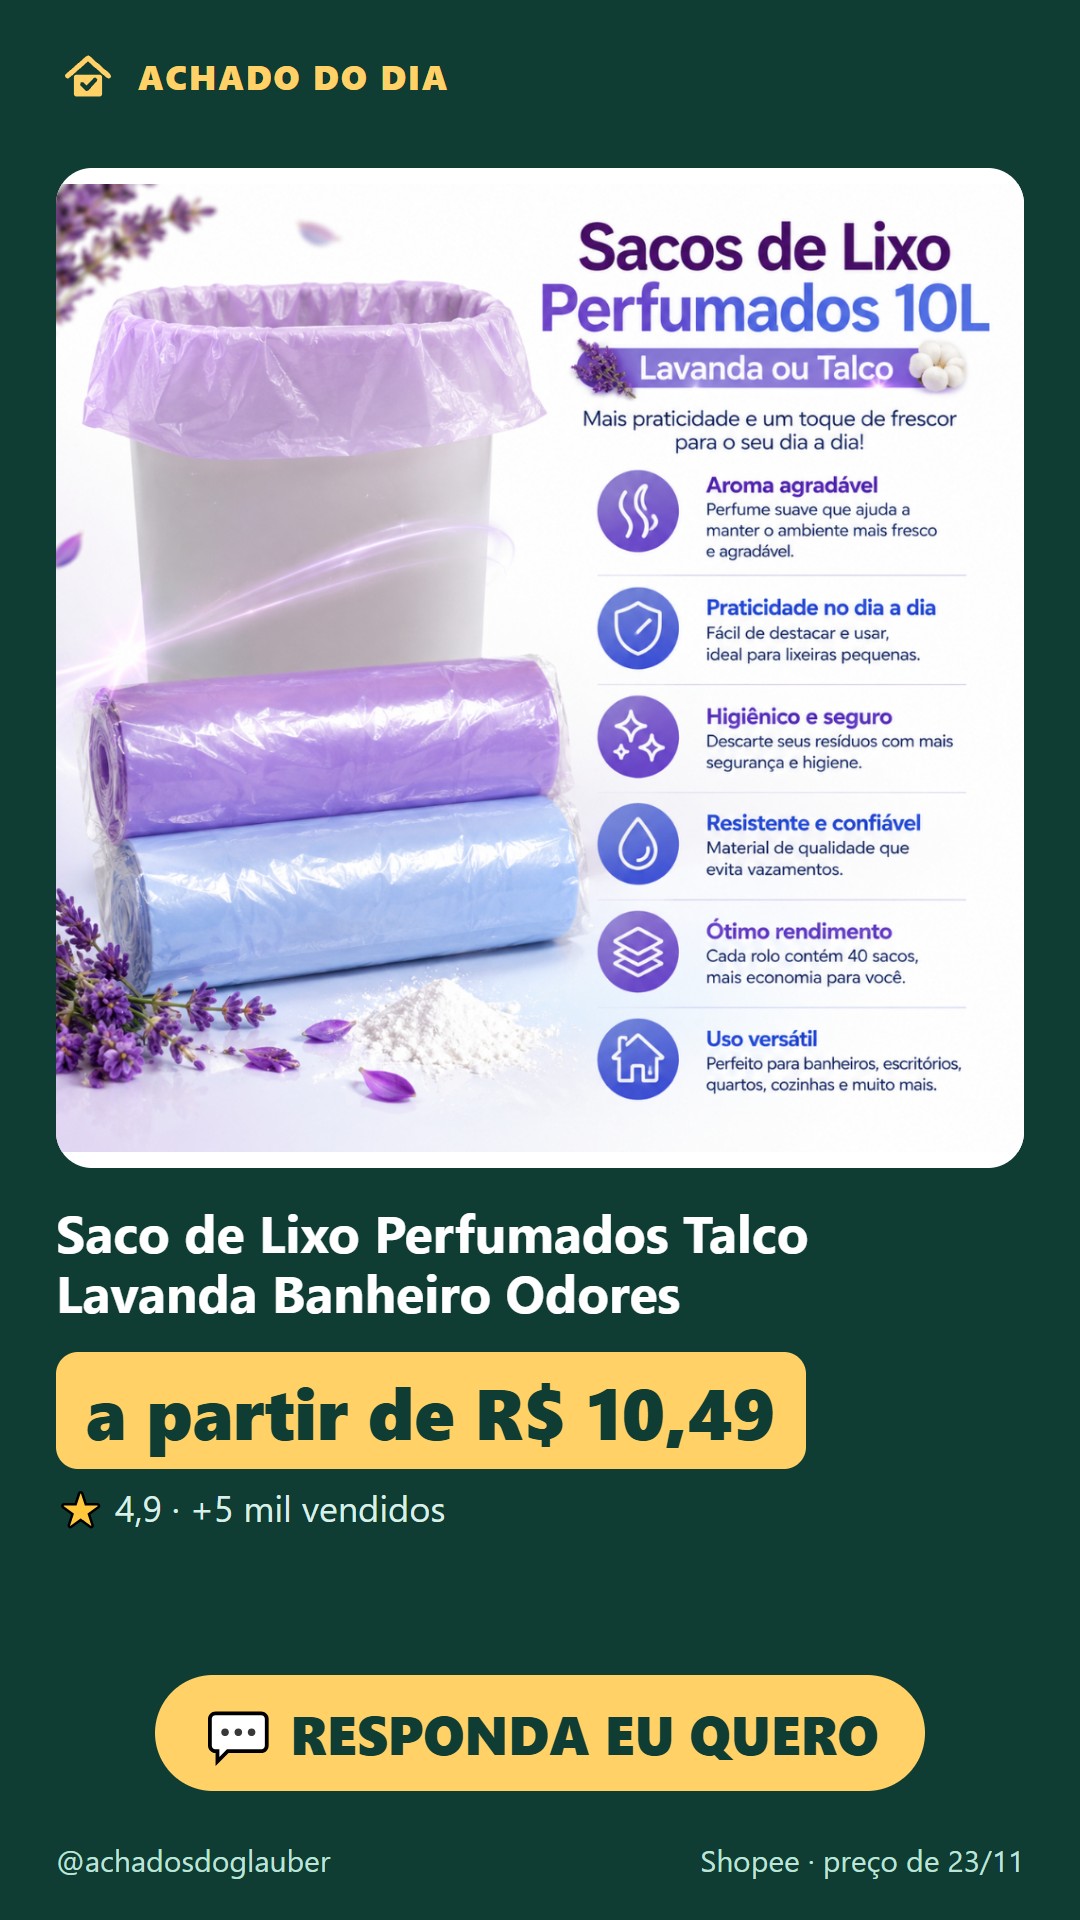 ACHADO DO DIA
Sacos de Lixo
Perfumados 10L
Lavanda ou Talco
Mais praticidade e um toque de frescor
para o seu dia a dia!
Aroma agradável
Perfume suave que ajuda a
manter o ambiente mais fresco
e agradável.
Praticidade no dia a dia
Fácil de destacar e usar,
ideal para lixeiras pequenas.
Higiênico e seguro
Descarte seus resíduos com mais
segurança e higiene.
Resistente e confiável
Material de qualidade que
evita vazamentos.
Ótimo rendimento
Cada rolo contém 40 sacos,
mais economia para você.
Uso versátil
Perfeito para banheiros, escritórios,
quartos, cozinhas e muito mais.
Saco de Lixo Perfumados Talco
Lavanda Banheiro Odores
a partir de R$ 10,49
4,9 · +5 mil vendidos
RESPONDA EU QUERO
@achadosdoglauber
Shopee · preço de 23/11